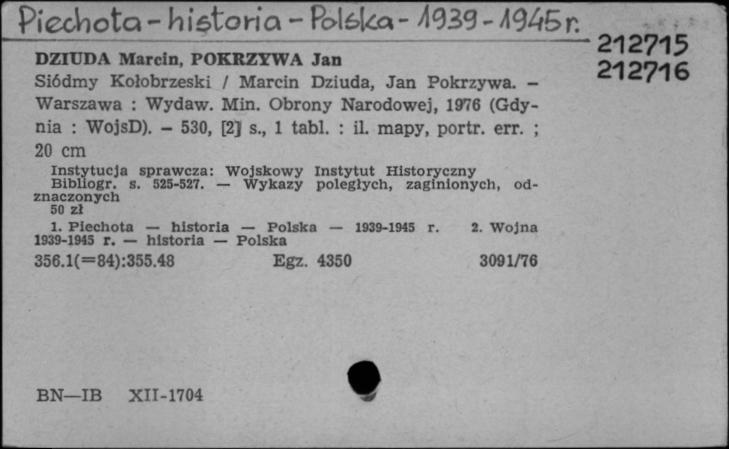 Piechota - historia - Polska - 1939 - 1945 r.
212715
212716
DZIUDA Marcin, POKRZYWA Jan
Siódmy Kołobrzeski / Marcin Dziuda, Jan Pokrzywa. –
Warszawa : Wydaw. Min. Obrony Narodowej, 1976 (Gdy-
nia : WojsD). – 530, [2] s., 1 tabl. : il. mapy, portr. err. ;
20 cm
Instytucja sprawcza: Wojskowy Instytut Historyczny
Bibliogr. s. 525-527. — Wykazy poległych, zaginionych, od-
znaczonych
50 zł
1. Piechota — historia — Polska — 1939-1945 r. 2. Wojna
1939-1945 r. — historia — Polska
356.1(=84):355.48 Egz. 4350 3091/76
BN—IB XII-1704